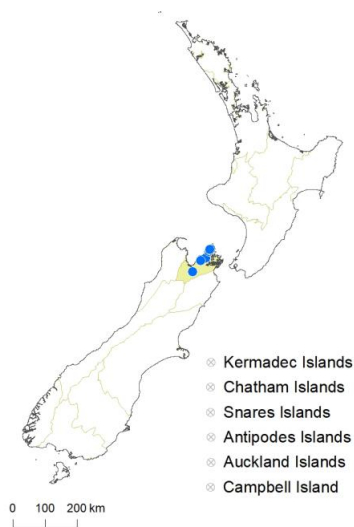 Kermadec Islands
Chatham Islands
Snares Islands
Antipodes Islands
Auckland Islands
Campbell Island
0 100 200 km